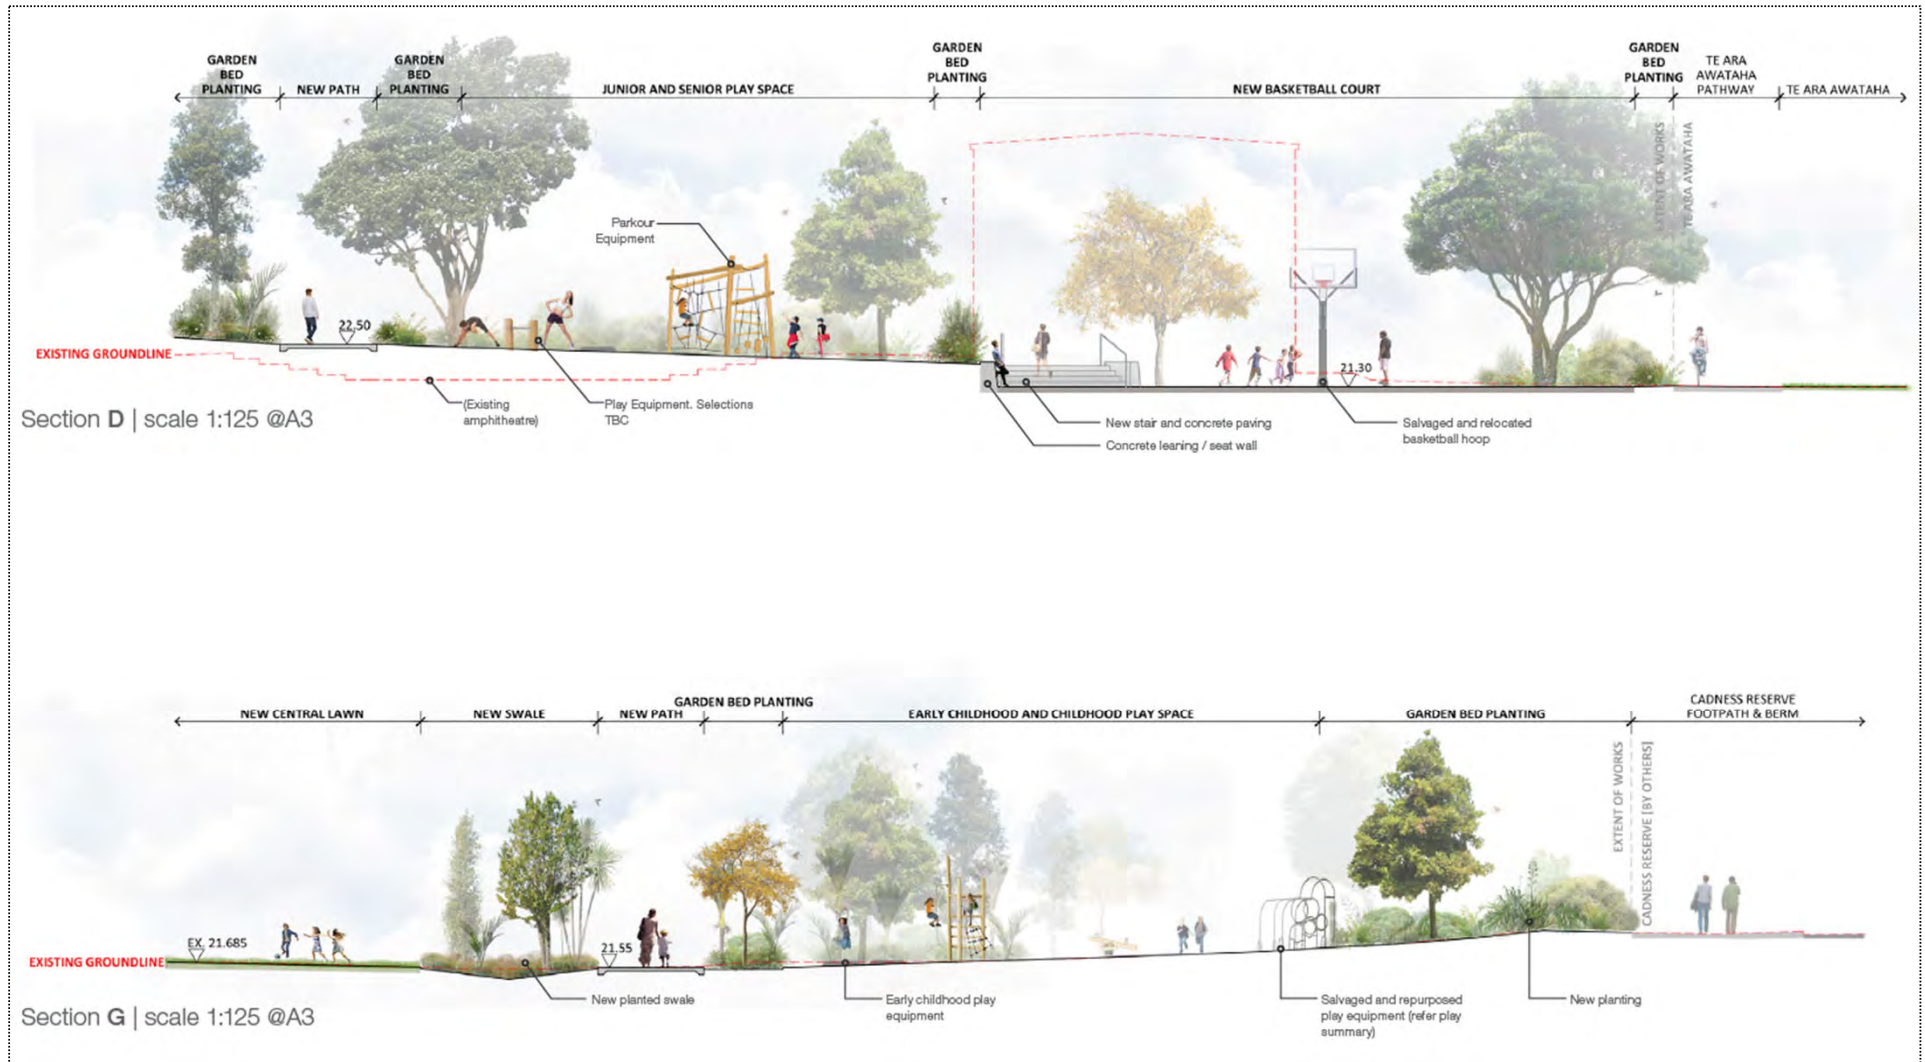 GARDEN
BED
PLANTING
NEW PATH
GARDEN
BED
PLANTING
JUNIOR AND SENIOR PLAY SPACE
GARDEN
BED
PLANTING
NEW BASKETBALL COURT
GARDEN
BED
PLANTING
TE ARA
AWATAHA
PATHWAY
TE ARA AWATAHA
EXTENT OF WORKS
TE ARA AWATAHA
Parkour
Equipment
22.50
EXISTING GROUNDLINE
21.30
(Existing
amphitheatre)
Play Equipment. Selections
TBC
New stair and concrete paving
Concrete leaning / seat wall
Salvaged and relocated
basketball hoop
Section D | scale 1:125 @A3
NEW CENTRAL LAWN
NEW SWALE
NEW PATH
GARDEN BED PLANTING
EARLY CHILDHOOD AND CHILDHOOD PLAY SPACE
GARDEN BED PLANTING
CADNESS RESERVE
FOOTPATH & BERM
EXTENT OF WORKS
CADNESS RESERVE [BY OTHERS]
EX. 21.685
21.55
EXISTING GROUNDLINE
New planted swale
Early childhood play
equipment
Salvaged and repurposed
play equipment (refer play
summary)
New planting
Section G | scale 1:125 @A3